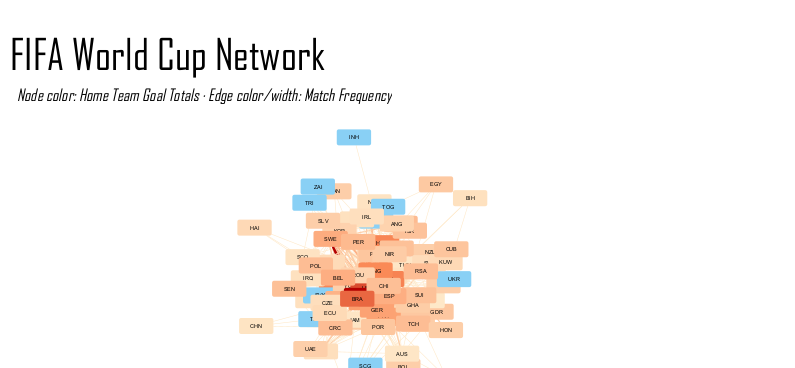 FIFA World Cup Network
Node color: Home Team Goal Totals · Edge color/width: Match Frequency
INH
ZAI
EGY
BIH
TRI
TOG
IRL
SLV
ANG
HAI
SWE
PER
NIR
NZL
CUB
KUW
POL
RSA
IRQ
BEL
UKR
SEN
CHI
BRA
ESP
SUI
CZE
GHA
ECU
GER
GDR
CHN
CRC
POR
TCH
HON
UAE
AUS
SCG